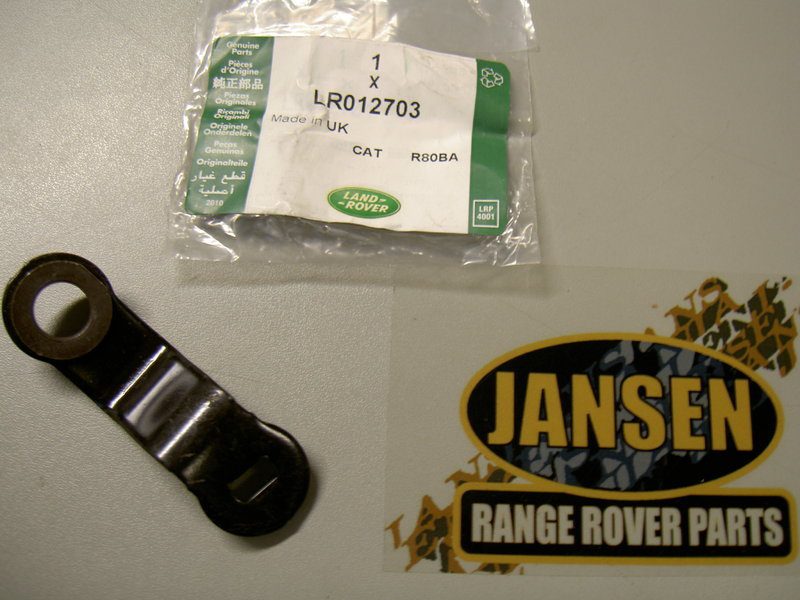 Genuine
Parts
Pièces
d'Origine
純正部品
Piezas
Originales
Ricambi
Originali
Originele
Onderdelen
Peças
Genuínas
Originalteile
قطع غيار
أصلية
2010
1
X
LR012703
Made in UK
CAT R80BA
LAND-
-ROVER
LRP
4001
JANSEN
RANGE ROVER PARTS